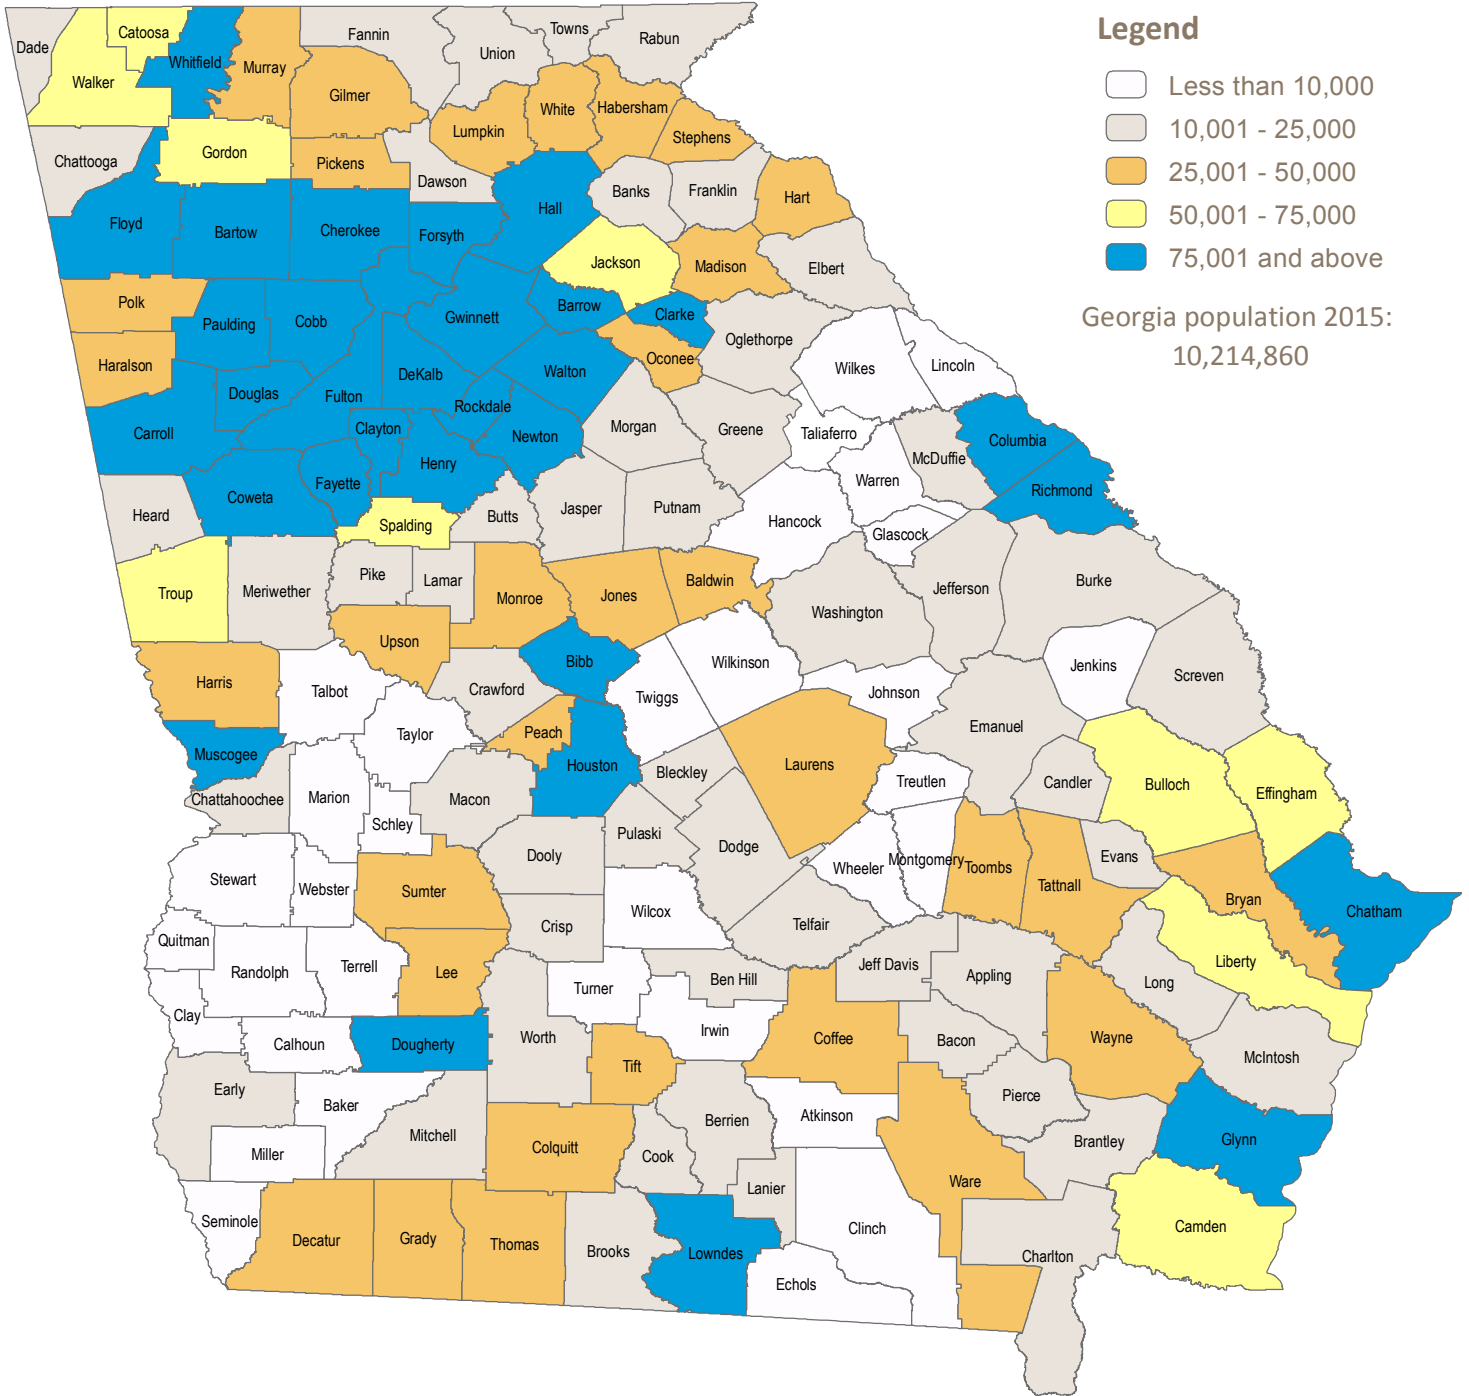 Legend
Less than 10,000
10,001 - 25,000
25,001 - 50,000
50,001 - 75,000
75,001 and above
Georgia population 2015:
10,214,860
Dade
Catoosa
Walker
Whitfield
Murray
Fannin
Gilmer
Union
Towns
Rabun
White
Habersham
Lumpkin
Stephens
Chattooga
Gordon
Pickens
Dawson
Hall
Banks
Franklin
Hart
Floyd
Bartow
Cherokee
Forsyth
Jackson
Madison
Elbert
Polk
Paulding
Cobb
Gwinnett
Barrow
Clarke
Oglethorpe
Haralson
Douglas
Fulton
DeKalb
Walton
Oconee
Wilkes
Lincoln
Carroll
Clayton
Rockdale
Newton
Morgan
Greene
Taliaferro
McDuffie
Columbia
Coweta
Fayette
Henry
Warren
Richmond
Heard
Spalding
Butts
Jasper
Putnam
Hancock
Glascock
Troup
Meriwether
Pike
Lamar
Monroe
Jones
Baldwin
Washington
Jefferson
Burke
Upson
Harris
Talbot
Crawford
Bibb
Twiggs
Wilkinson
Johnson
Jenkins
Screven
Muscogee
Taylor
Peach
Houston
Laurens
Emanuel
Chattahoochee
Marion
Schley
Macon
Bleckley
Treutlen
Candler
Bulloch
Effingham
Stewart
Webster
Sumter
Dooly
Pulaski
Dodge
Wheeler
Montgomery
Toombs
Tattnall
Evans
Bryan
Chatham
Quitman
Randolph
Terrell
Lee
Crisp
Wilcox
Telfair
Jeff Davis
Appling
Long
Liberty
Clay
Calhoun
Dougherty
Worth
Turner
Ben Hill
Irwin
Coffee
Bacon
Wayne
McIntosh
Early
Baker
Mitchell
Tift
Berrien
Atkinson
Pierce
Brantley
Glynn
Miller
Colquitt
Cook
Lanier
Ware
Seminole
Decatur
Grady
Thomas
Brooks
Lowndes
Echols
Clinch
Charlton
Camden